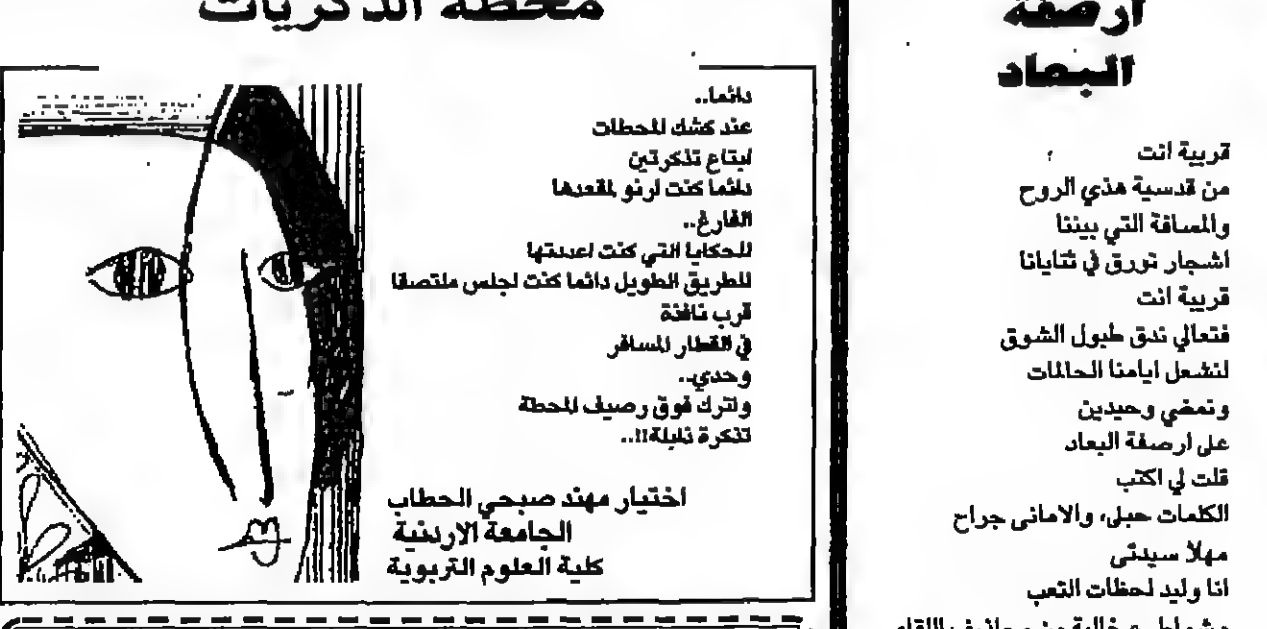 ارصفة
البعاد
قريبة انت
من قدسية هذي الروح
والمسافة التي بيننا
اشجار تورق في ثنايانا
قريبة انت
فتعالي ندق طبول الشوق
لنشعل ايامنا الحالمات
ونمضي وحيدين
على ارصفة البعاد
قلت لي اكتب
الكلمات حبلى، والاماني جراح
مهلاً سيدتي
انا وليد لحظات التعب
محطة الذكريات
دائما..
عند كشك المحطات
ابتاع تذكرتين
دائما كنت ارنو لمقعدها
الفارغ..
للحكايا التي كنت اعددتها
للطريق الطويل دائما كنت اجلس ملتصقا
قرب نافذة
في القطار المسافر
وحدي..
واترك فوق رصيف المحطة
تذكرة ذابلة!!..
اختيار مهند صبحي الحطاب
الجامعة الاردنية
كلية العلوم التربوية